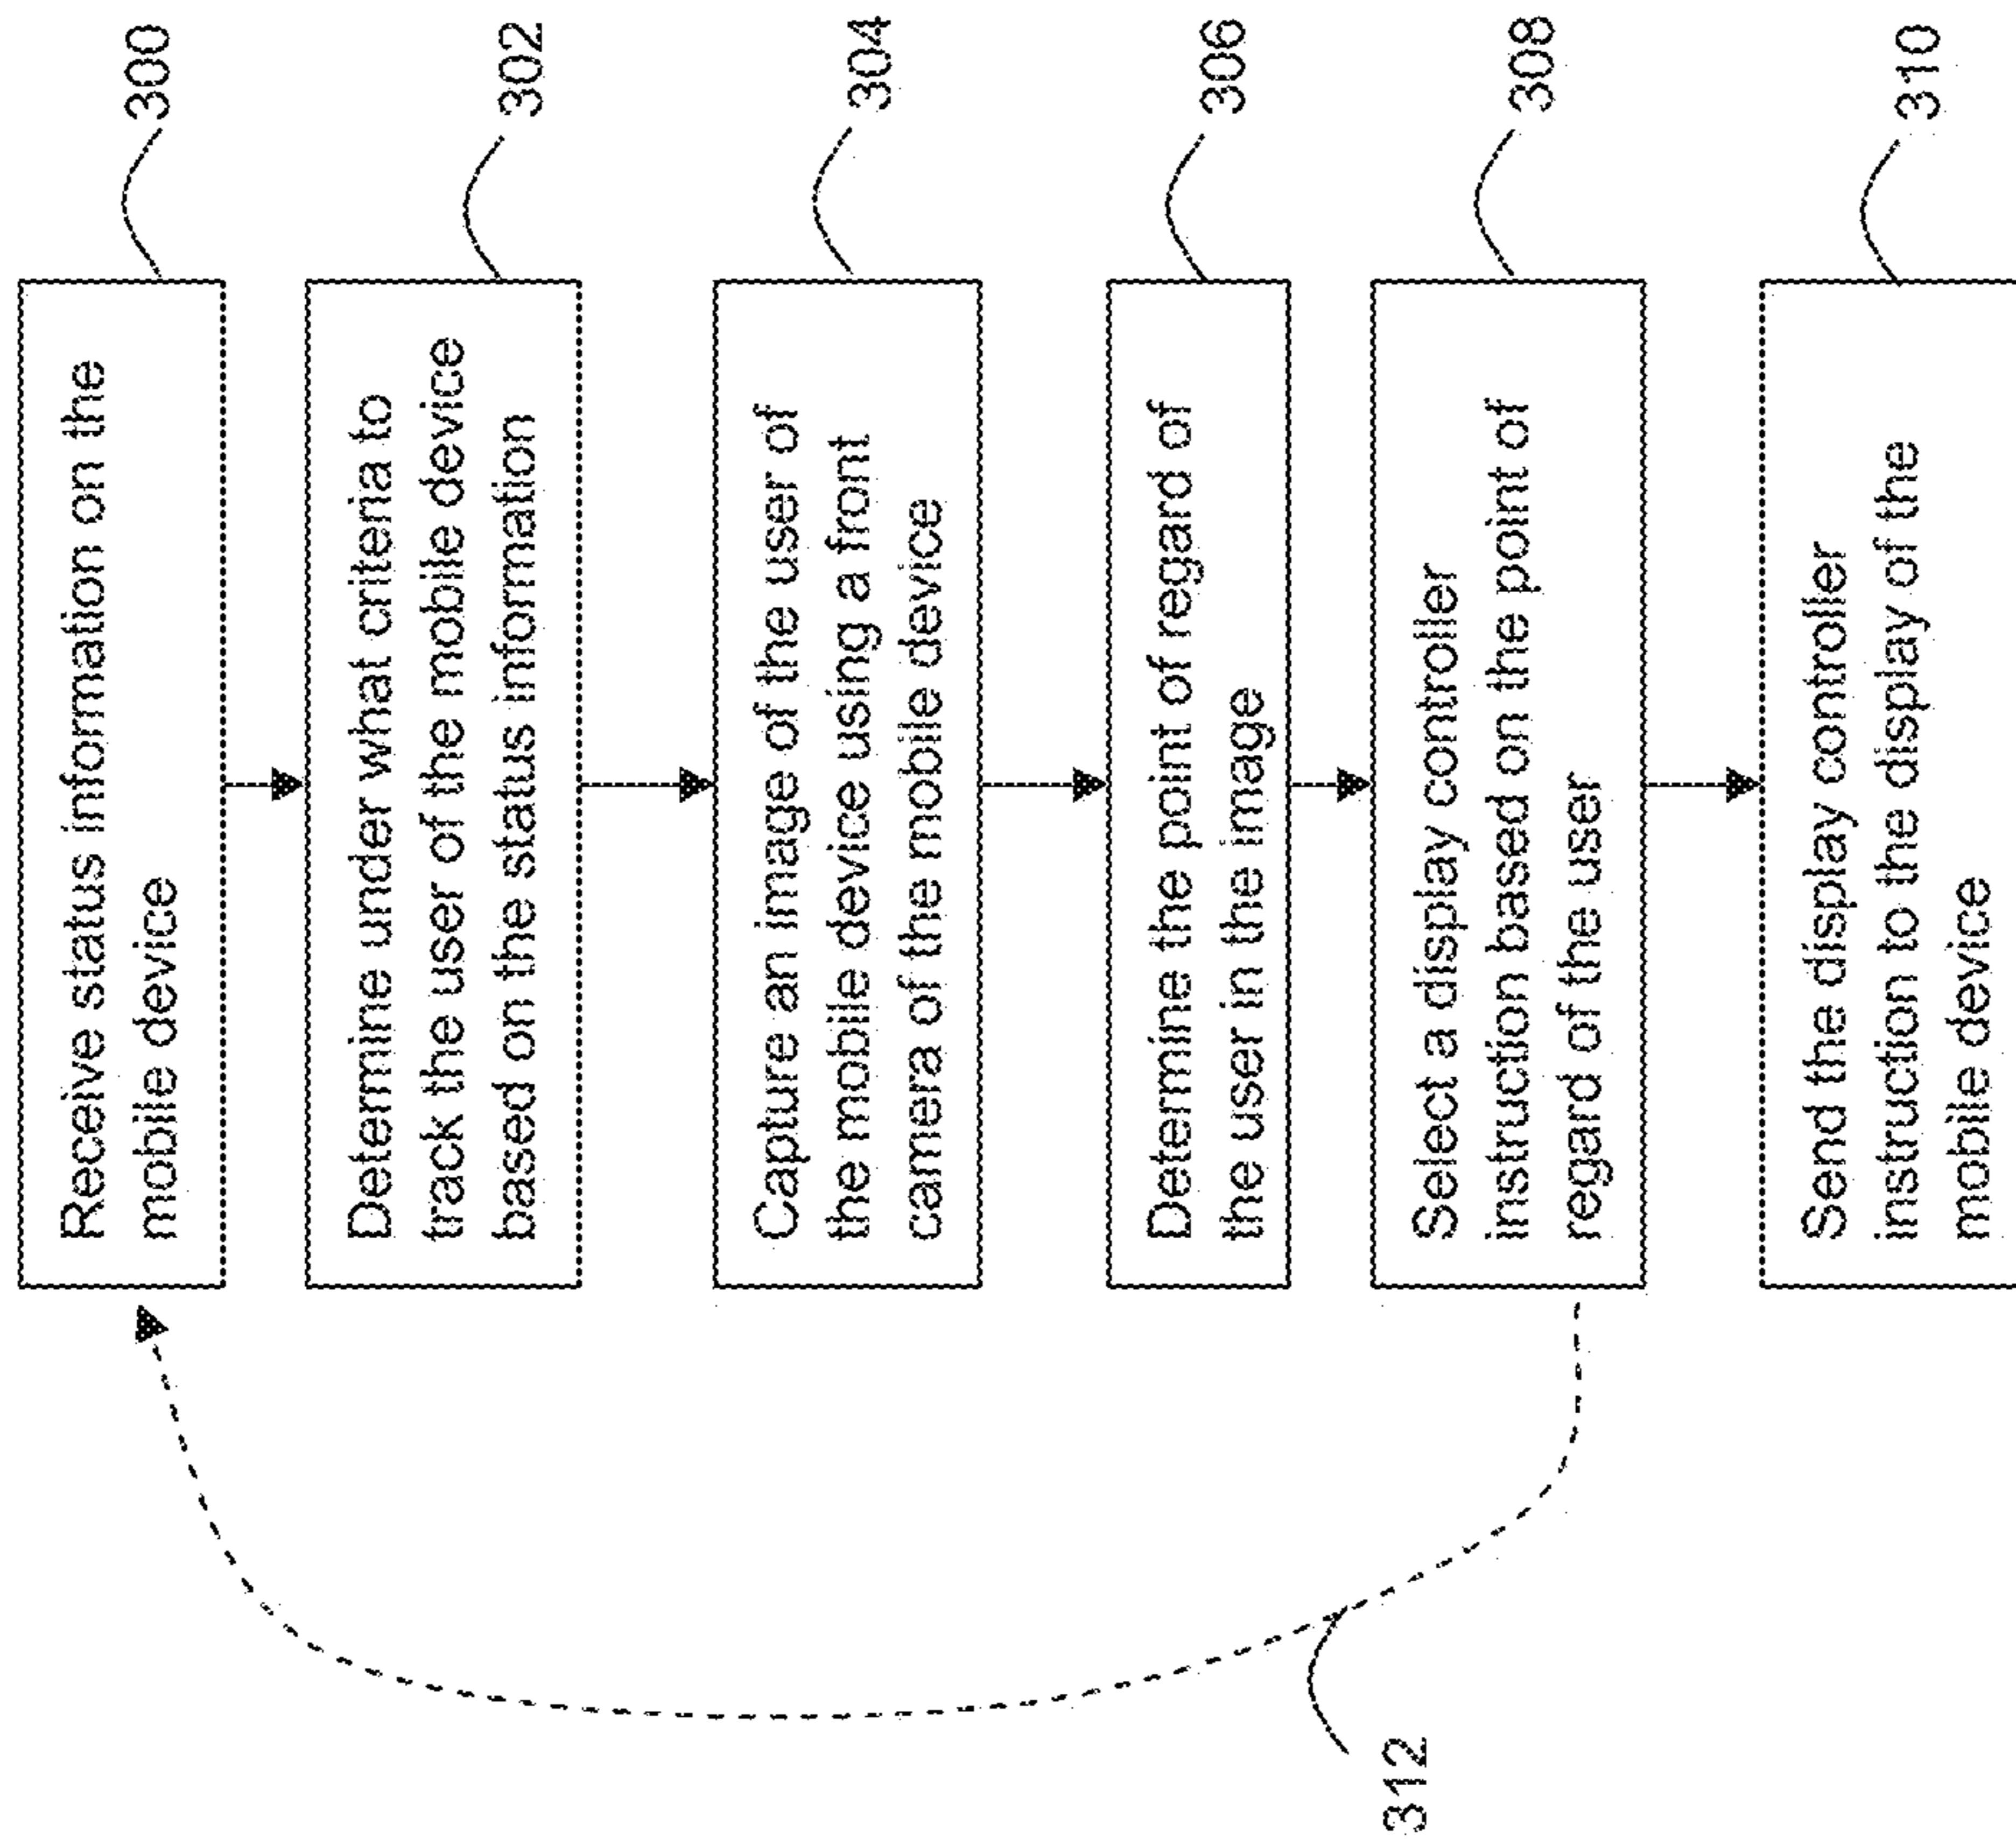 Receive status information on the
mobile device
300
Determine under what criteria to
track the user of the mobile device
based on the status information
302
Capture an image of the user of
the mobile device using a front
camera of the mobile device
304
Determine the point of regard of
the user in the image
306
Select a display controller
instruction based on the point of
regard of the user
308
Send the display controller
instruction to the display of the
mobile device
310
312